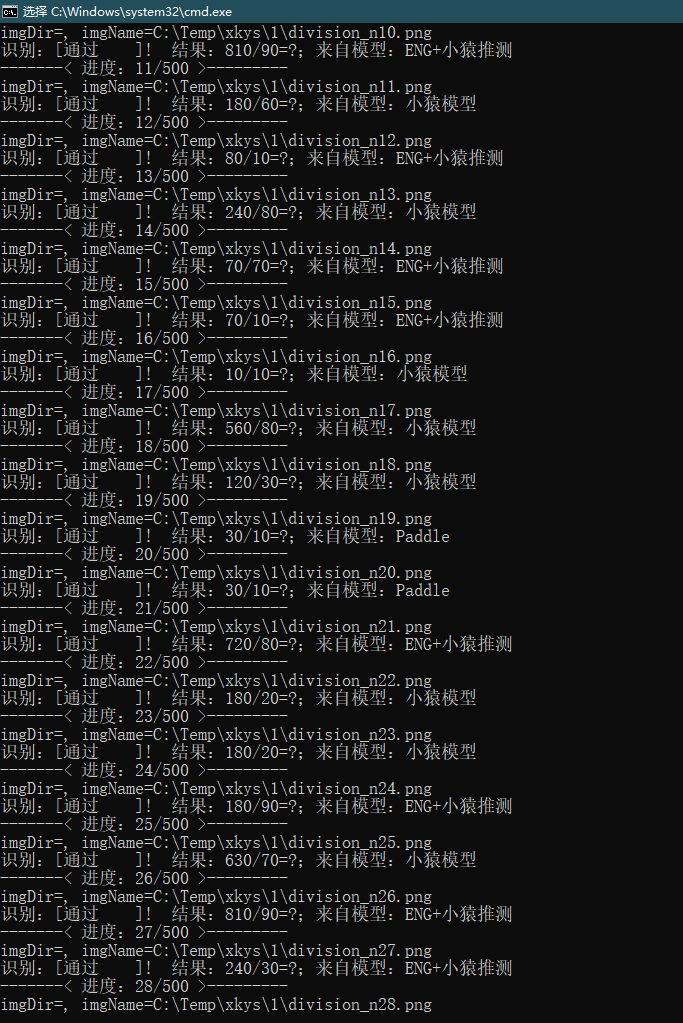 选择 C:\Windows\system32\cmd.exe
imgDir=, imgName=C:\Temp\xkys\1\division_n10.png
识别: [通过    ]!  结果: 810/90=?; 来自模型: ENG+小猿推测
-------< 进度: 11/500 >---------
imgDir=, imgName=C:\Temp\xkys\1\division_n11.png
识别: [通过    ]!  结果: 180/60=?; 来自模型: 小猿模型
-------< 进度: 12/500 >---------
imgDir=, imgName=C:\Temp\xkys\1\division_n12.png
识别: [通过    ]!  结果: 80/10=?; 来自模型: ENG+小猿推测
-------< 进度: 13/500 >---------
imgDir=, imgName=C:\Temp\xkys\1\division_n13.png
识别: [通过    ]!  结果: 240/80=?; 来自模型: 小猿模型
-------< 进度: 14/500 >---------
imgDir=, imgName=C:\Temp\xkys\1\division_n14.png
识别: [通过    ]!  结果: 70/70=?; 来自模型: ENG+小猿推测
-------< 进度: 15/500 >---------
imgDir=, imgName=C:\Temp\xkys\1\division_n15.png
识别: [通过    ]!  结果: 70/10=?; 来自模型: ENG+小猿推测
-------< 进度: 16/500 >---------
imgDir=, imgName=C:\Temp\xkys\1\division_n16.png
识别: [通过    ]!  结果: 10/10=?; 来自模型: 小猿模型
-------< 进度: 17/500 >---------
imgDir=, imgName=C:\Temp\xkys\1\division_n17.png
识别: [通过    ]!  结果: 560/80=?; 来自模型: 小猿模型
-------< 进度: 18/500 >---------
imgDir=, imgName=C:\Temp\xkys\1\division_n18.png
识别: [通过    ]!  结果: 120/30=?; 来自模型: 小猿模型
-------< 进度: 19/500 >---------
imgDir=, imgName=C:\Temp\xkys\1\division_n19.png
识别: [通过    ]!  结果: 30/10=?; 来自模型: Paddle
-------< 进度: 20/500 >---------
imgDir=, imgName=C:\Temp\xkys\1\division_n20.png
识别: [通过    ]!  结果: 30/10=?; 来自模型: Paddle
-------< 进度: 21/500 >---------
imgDir=, imgName=C:\Temp\xkys\1\division_n21.png
识别: [通过    ]!  结果: 720/80=?; 来自模型: ENG+小猿推测
-------< 进度: 22/500 >---------
imgDir=, imgName=C:\Temp\xkys\1\division_n22.png
识别: [通过    ]!  结果: 180/20=?; 来自模型: 小猿模型
-------< 进度: 23/500 >---------
imgDir=, imgName=C:\Temp\xkys\1\division_n23.png
识别: [通过    ]!  结果: 180/20=?; 来自模型: 小猿模型
-------< 进度: 24/500 >---------
imgDir=, imgName=C:\Temp\xkys\1\division_n24.png
识别: [通过    ]!  结果: 180/90=?; 来自模型: ENG+小猿推测
-------< 进度: 25/500 >---------
imgDir=, imgName=C:\Temp\xkys\1\division_n25.png
识别: [通过    ]!  结果: 630/70=?; 来自模型: 小猿模型
-------< 进度: 26/500 >---------
imgDir=, imgName=C:\Temp\xkys\1\division_n26.png
识别: [通过    ]!  结果: 810/90=?; 来自模型: ENG+小猿推测
-------< 进度: 27/500 >---------
imgDir=, imgName=C:\Temp\xkys\1\division_n27.png
识别: [通过    ]!  结果: 240/30=?; 来自模型: ENG+小猿推测
-------< 进度: 28/500 >---------
imgDir=, imgName=C:\Temp\xkys\1\division_n28.png